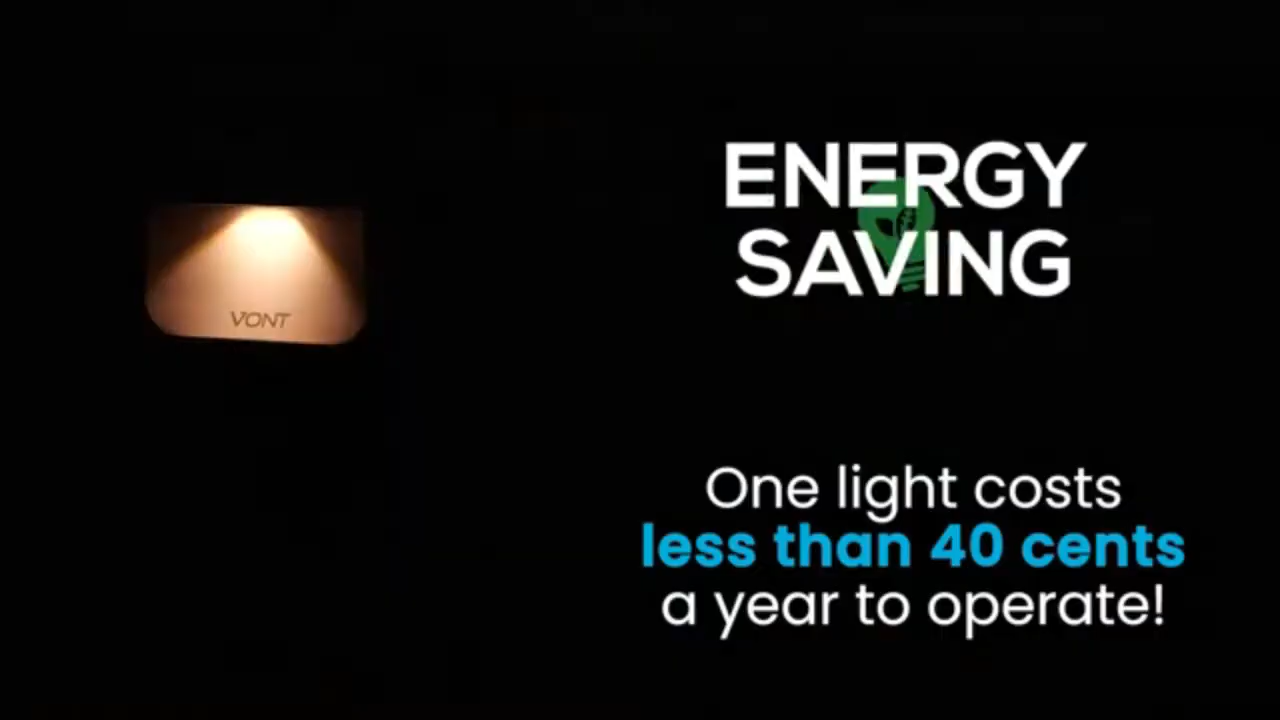 VONT
ENERGY
SAVING
One light costs
less than 40 cents
a year to operate!